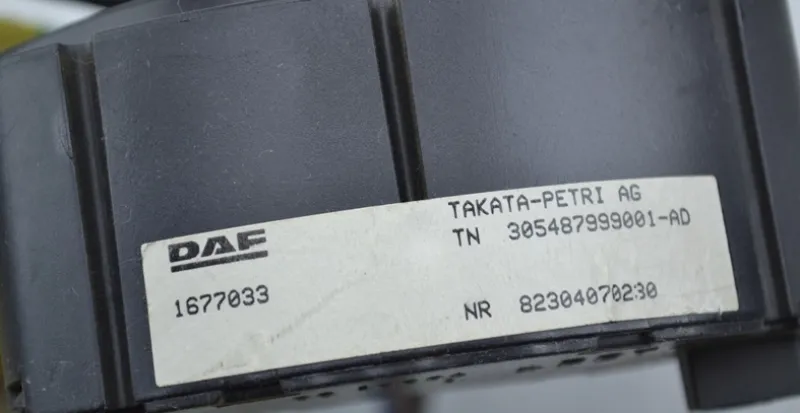 DAF
1677033
TAKATA-PETRI AG
TN 305487999001-AD
NR 82304070230